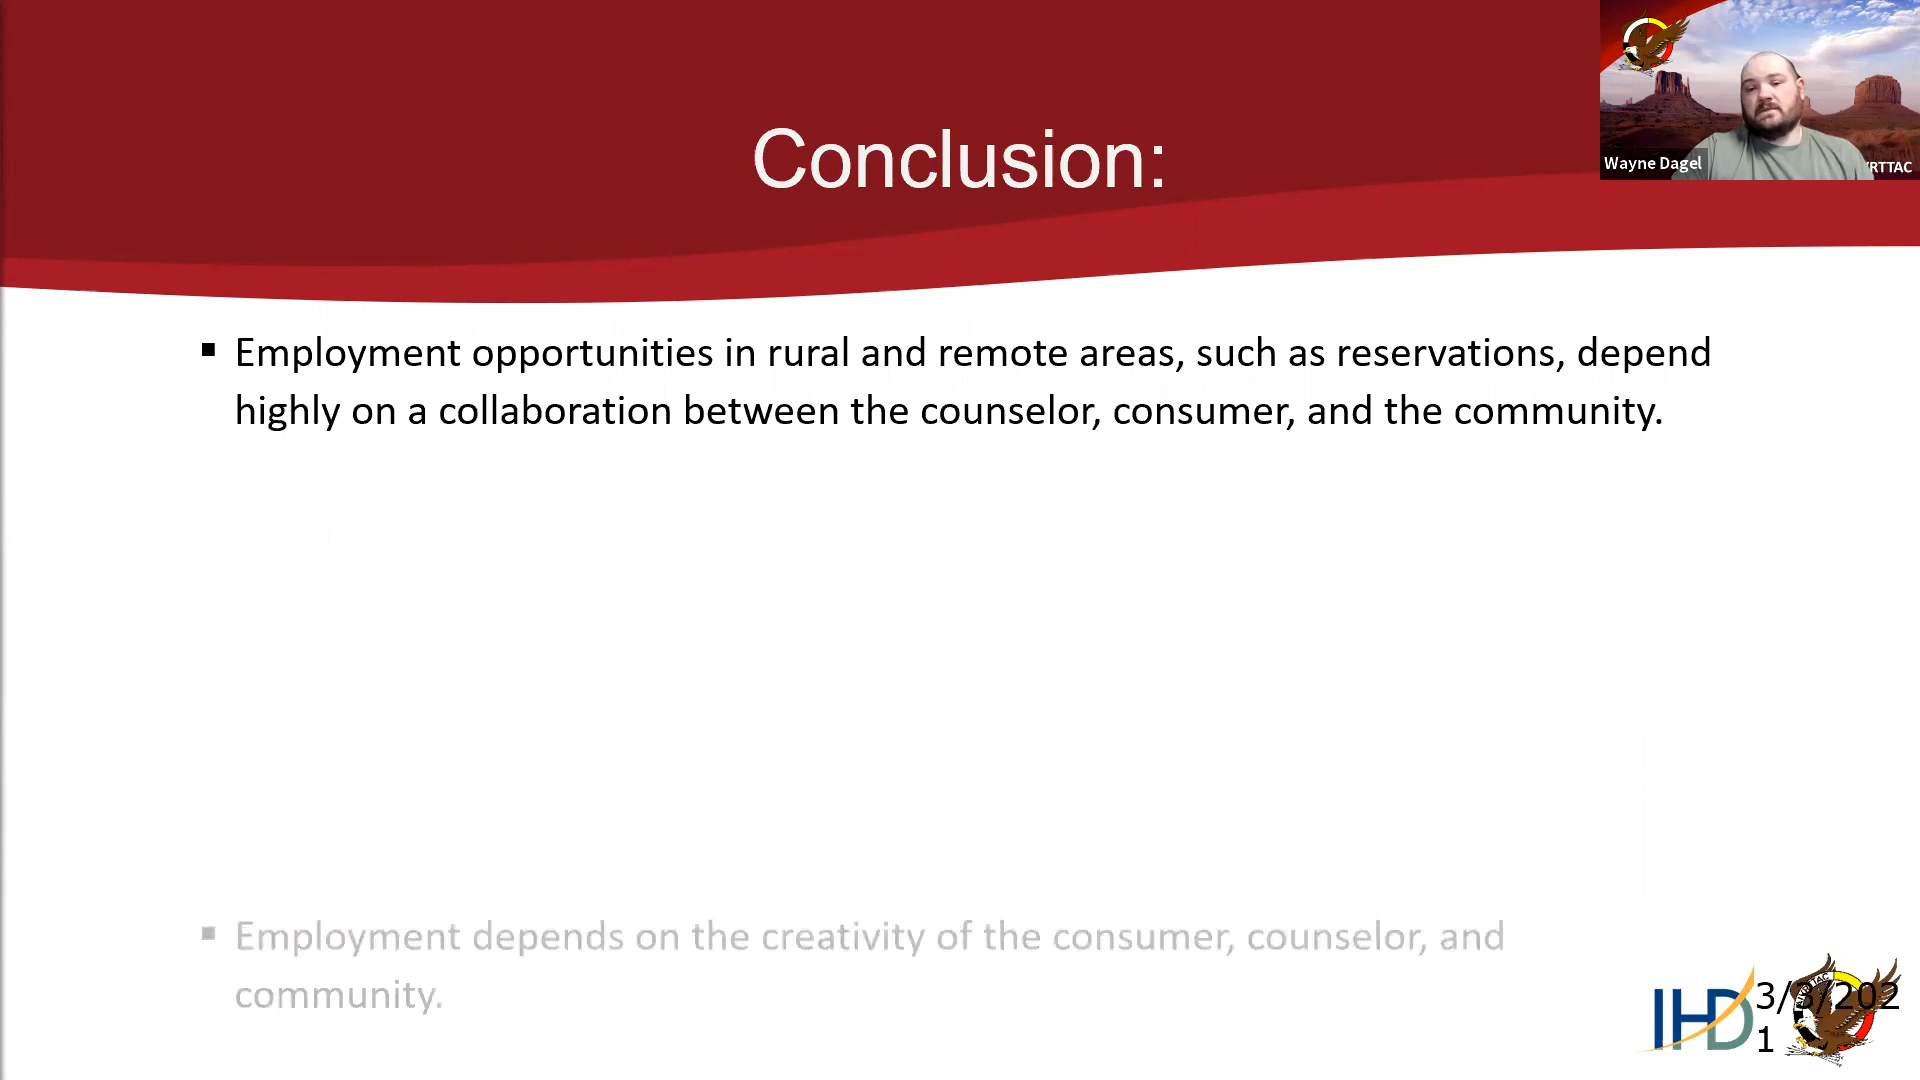 Conclusion:
Wayne Dagel
RTTAC
▪ Employment opportunities in rural and remote areas, such as reservations, depend
highly on a collaboration between the counselor, consumer, and the community.
▪ Employment depends on the creativity of the consumer, counselor, and
community.
IHD
3/3/202
1